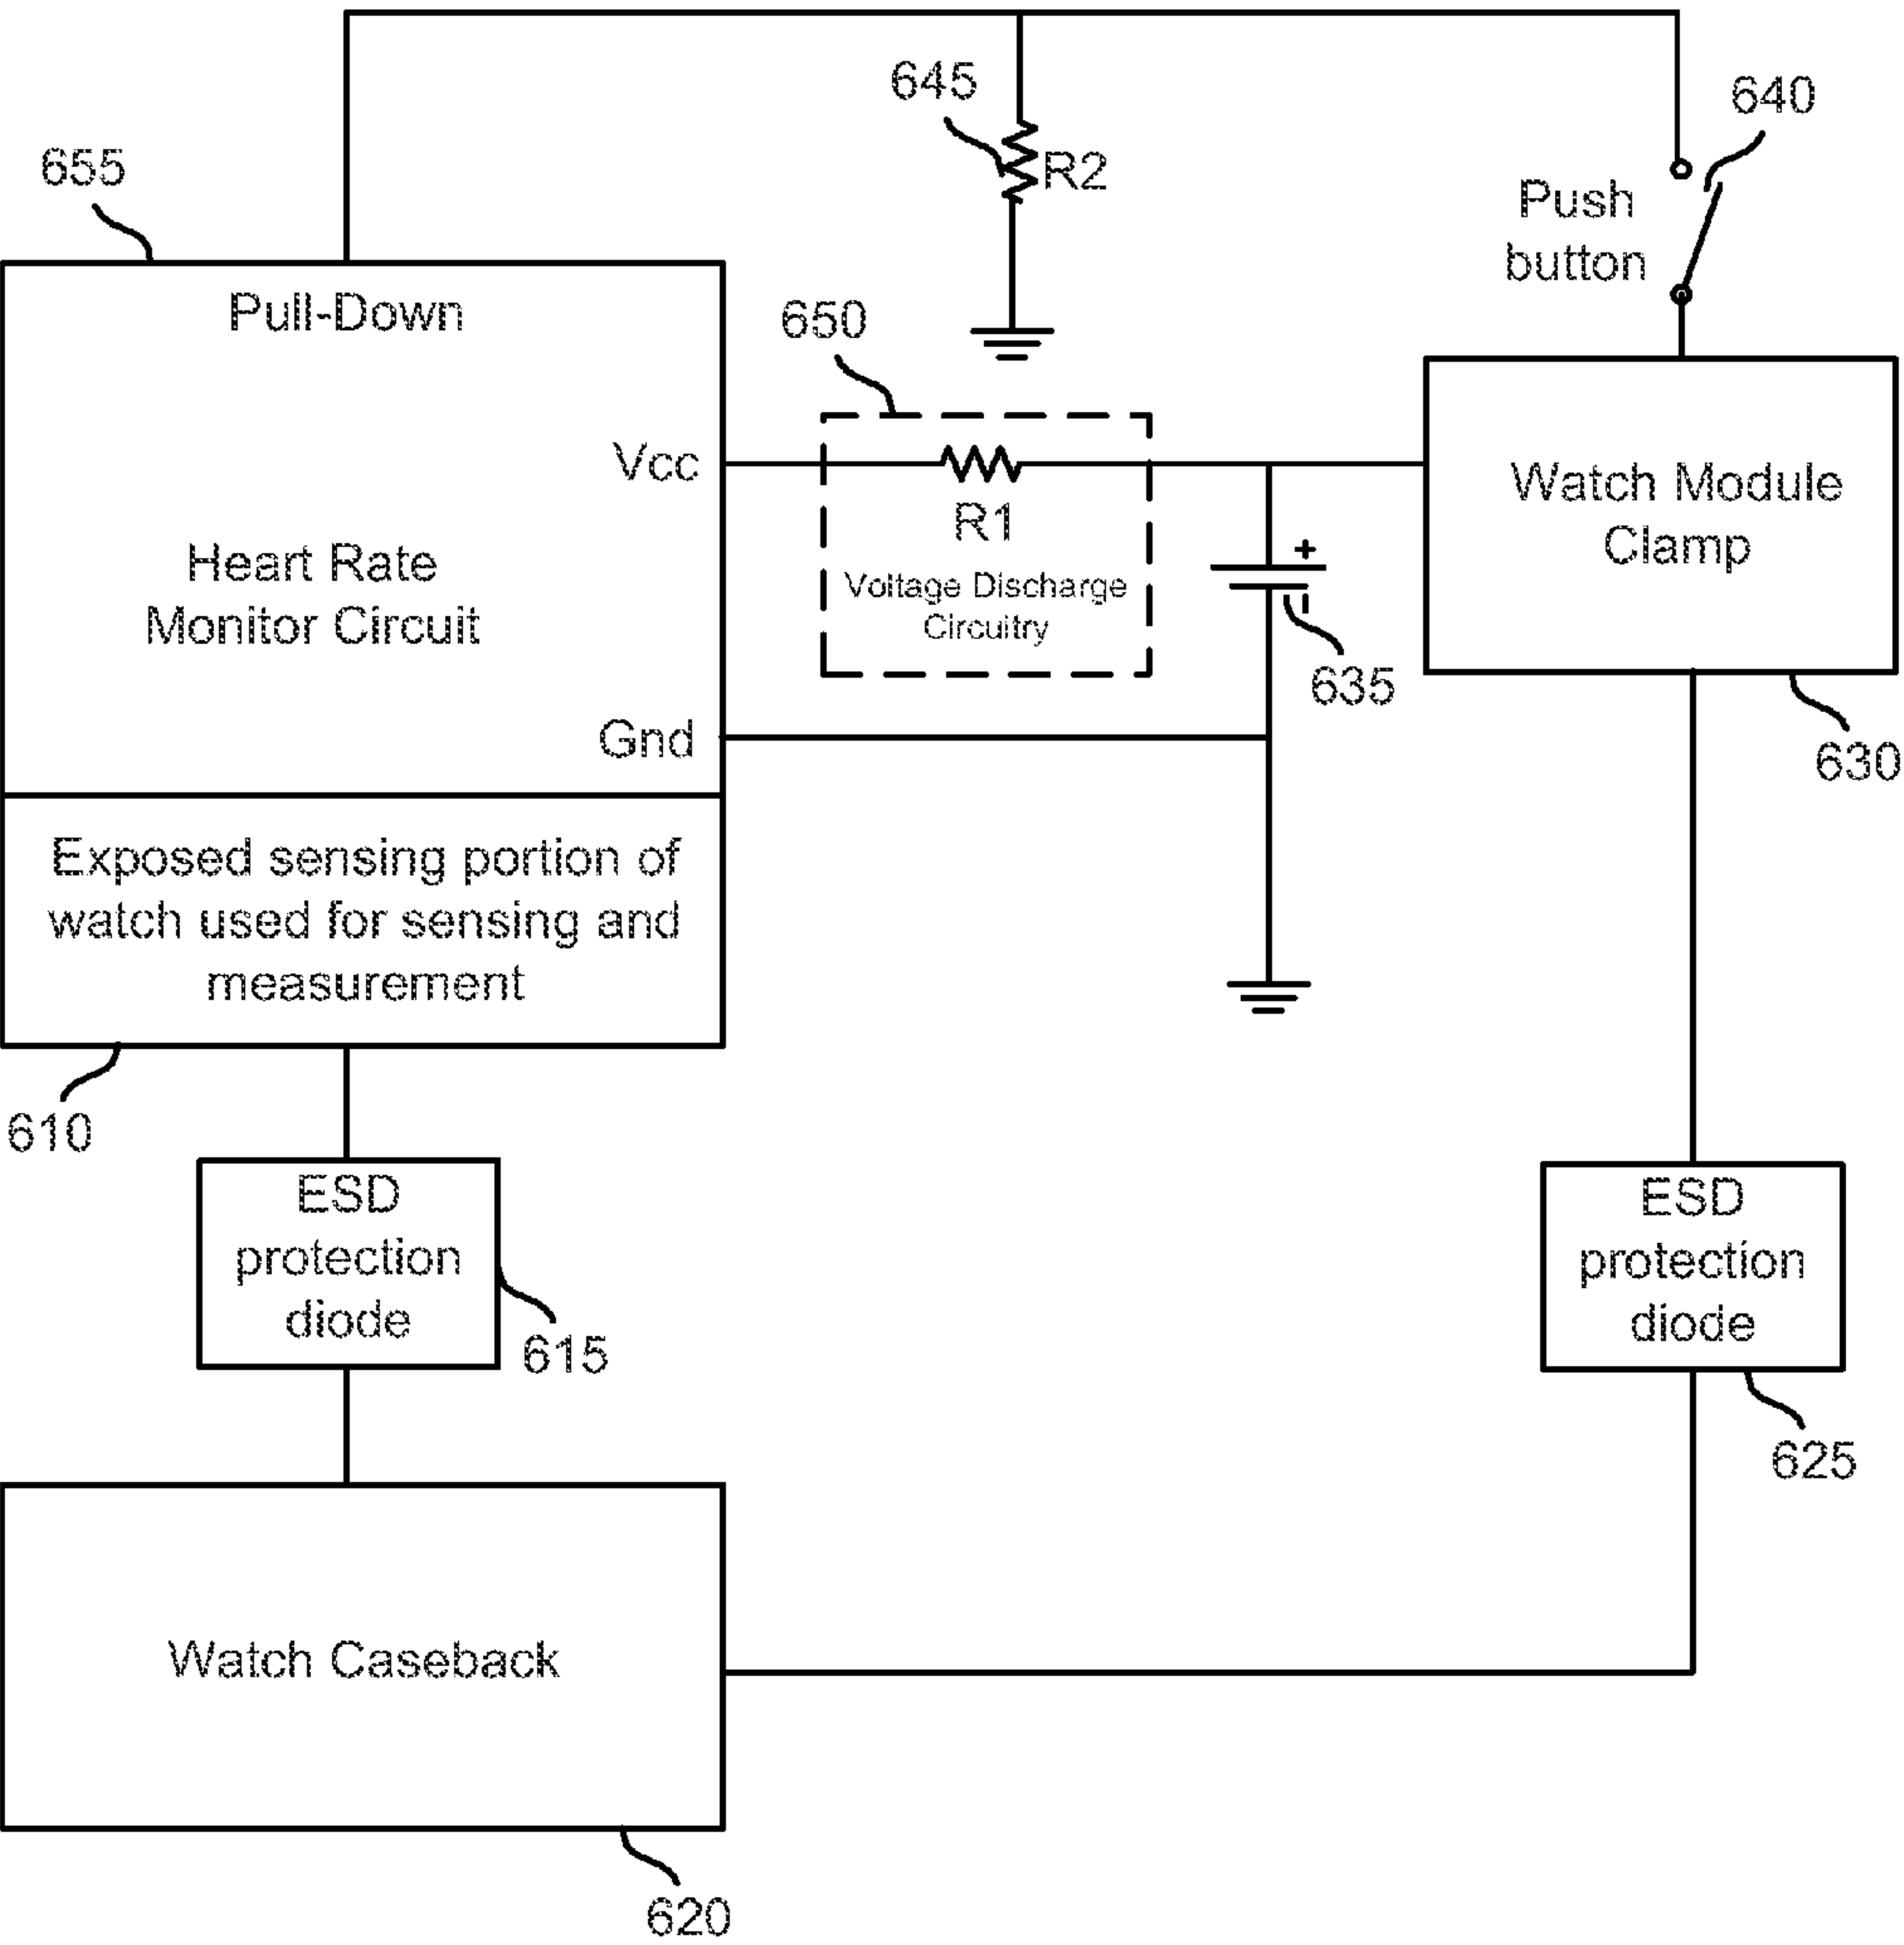 645
640
655
R2
Push
button
Pull-Down
650
Vcc
R1
Voltage Discharge
Circuitry
+
-
635
Watch Module
Clamp
630
Heart Rate
Monitor Circuit
Gnd
Exposed sensing portion of
watch used for sensing and
measurement
610
ESD
protection
diode
615
ESD
protection
diode
625
Watch Caseback
620